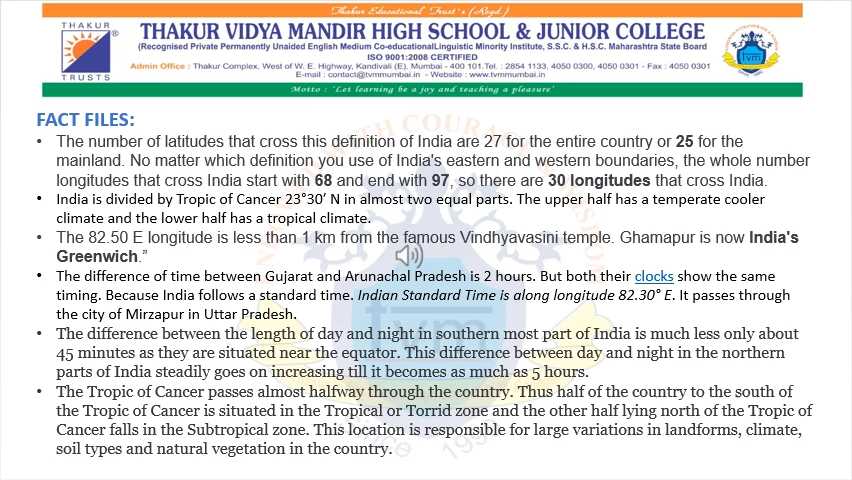 Thakur Educational Trust's (Regd.)
THAKUR
TRUSTS
THAKUR VIDYA MANDIR HIGH SCHOOL & JUNIOR COLLEGE
(Recognised Private Permanently Unaided English Medium Co-educationalLinguistic Minority Institute, S.S.C. & H.S.C. Maharashtra State Board
ISO 9001:2008 CERTIFIED
Admin Office : Thakur Complex, West of W. E. Highway, Kandivali (E), Mumbai - 400 101.Tel. : 2854 1133, 4050 0300, 4050 0301 - Fax : 4050 0301
E-mail : contact@tvmmumbai.in - Website : www.tvmmumbai.in
tvm
Motto : 'Let learning be a joy and teaching a pleasure'
FACT FILES:
• The number of latitudes that cross this definition of India are 27 for the entire country or 25 for the
mainland. No matter which definition you use of India's eastern and western boundaries, the whole number
longitudes that cross India start with 68 and end with 97, so there are 30 longitudes that cross India.
• India is divided by Tropic of Cancer 23°30′ N in almost two equal parts. The upper half has a temperate cooler
climate and the lower half has a tropical climate.
• The 82.50 E longitude is less than 1 km from the famous Vindhyavasini temple. Ghamapur is now India's
Greenwich.”
• The difference of time between Gujarat and Arunachal Pradesh is 2 hours. But both their clocks show the same
timing. Because India follows a standard time. Indian Standard Time is along longitude 82.30° E. It passes through
the city of Mirzapur in Uttar Pradesh.
• The difference between the length of day and night in southern most part of India is much less only about
45 minutes as they are situated near the equator. This difference between day and night in the northern
parts of India steadily goes on increasing till it becomes as much as 5 hours.
• The Tropic of Cancer passes almost halfway through the country. Thus half of the country to the south of
the Tropic of Cancer is situated in the Tropical or Torrid zone and the other half lying north of the Tropic of
Cancer falls in the Subtropical zone. This location is responsible for large variations in landforms, climate,
soil types and natural vegetation in the country.